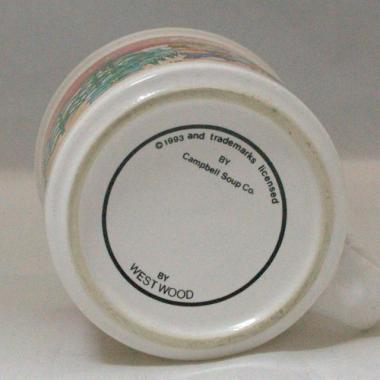 ©1993 and trademarks licensed
BY
Campbell Soup Co.
BY
WESTWOOD